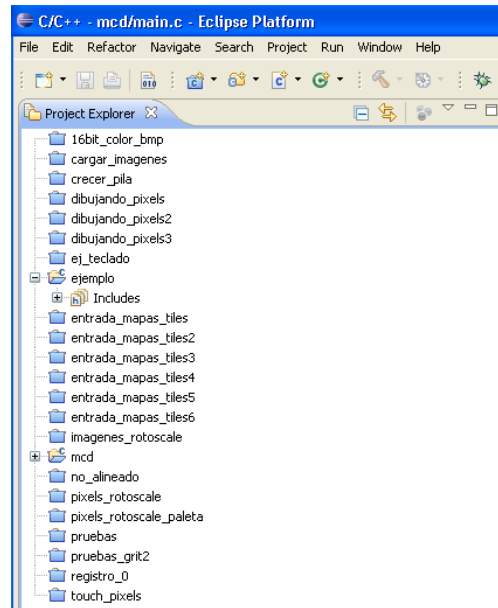 C/C++ - mcd/main.c - Eclipse Platform
File Edit Refactor Navigate Search Project Run Window Help
010
Project Explorer
16bit_color_bmp
cargar_imagenes
crecer_pila
dibujando_pixels
dibujando_pixels2
dibujando_pixels3
ej_teclado
ejemplo
Includes
entrada_mapas_tiles
entrada_mapas_tiles2
entrada_mapas_tiles3
entrada_mapas_tiles4
entrada_mapas_tiles5
entrada_mapas_tiles6
imagenes_rotoscale
mcd
no_alineado
pixels_rotoscale
pixels_rotoscale_paleta
pruebas
pruebas_grit2
registro_0
touch_pixels